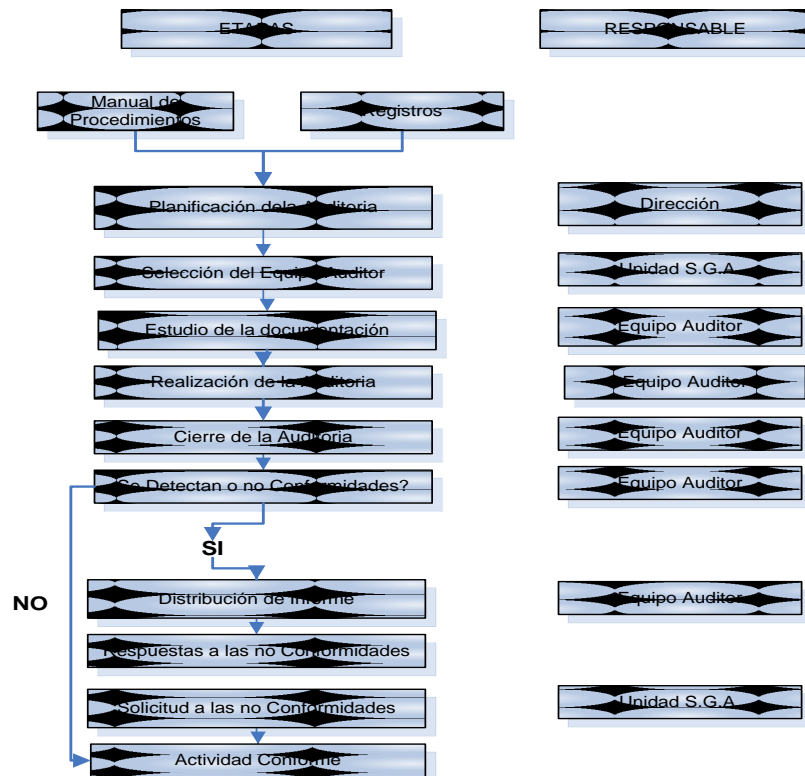 ETAPAS
RESPONSABLE
Manual de
Procedimientos
Registros
Planificación dela Auditoria
Dirección
Selección del Equipo Auditor
Unidad S.G.A
Estudio de la documentación
Equipo Auditor
Realización de la Auditoria
Equipo Auditor
Cierre de la Auditoria
Equipo Auditor
Se Detectan o no Conformidades?
Equipo Auditor
SI
NO
Distribución de Informe
Equipo Auditor
Respuestas a las no Conformidades
Solicitud a las no Conformidades
Unidad S.G.A
Actividad Conforme